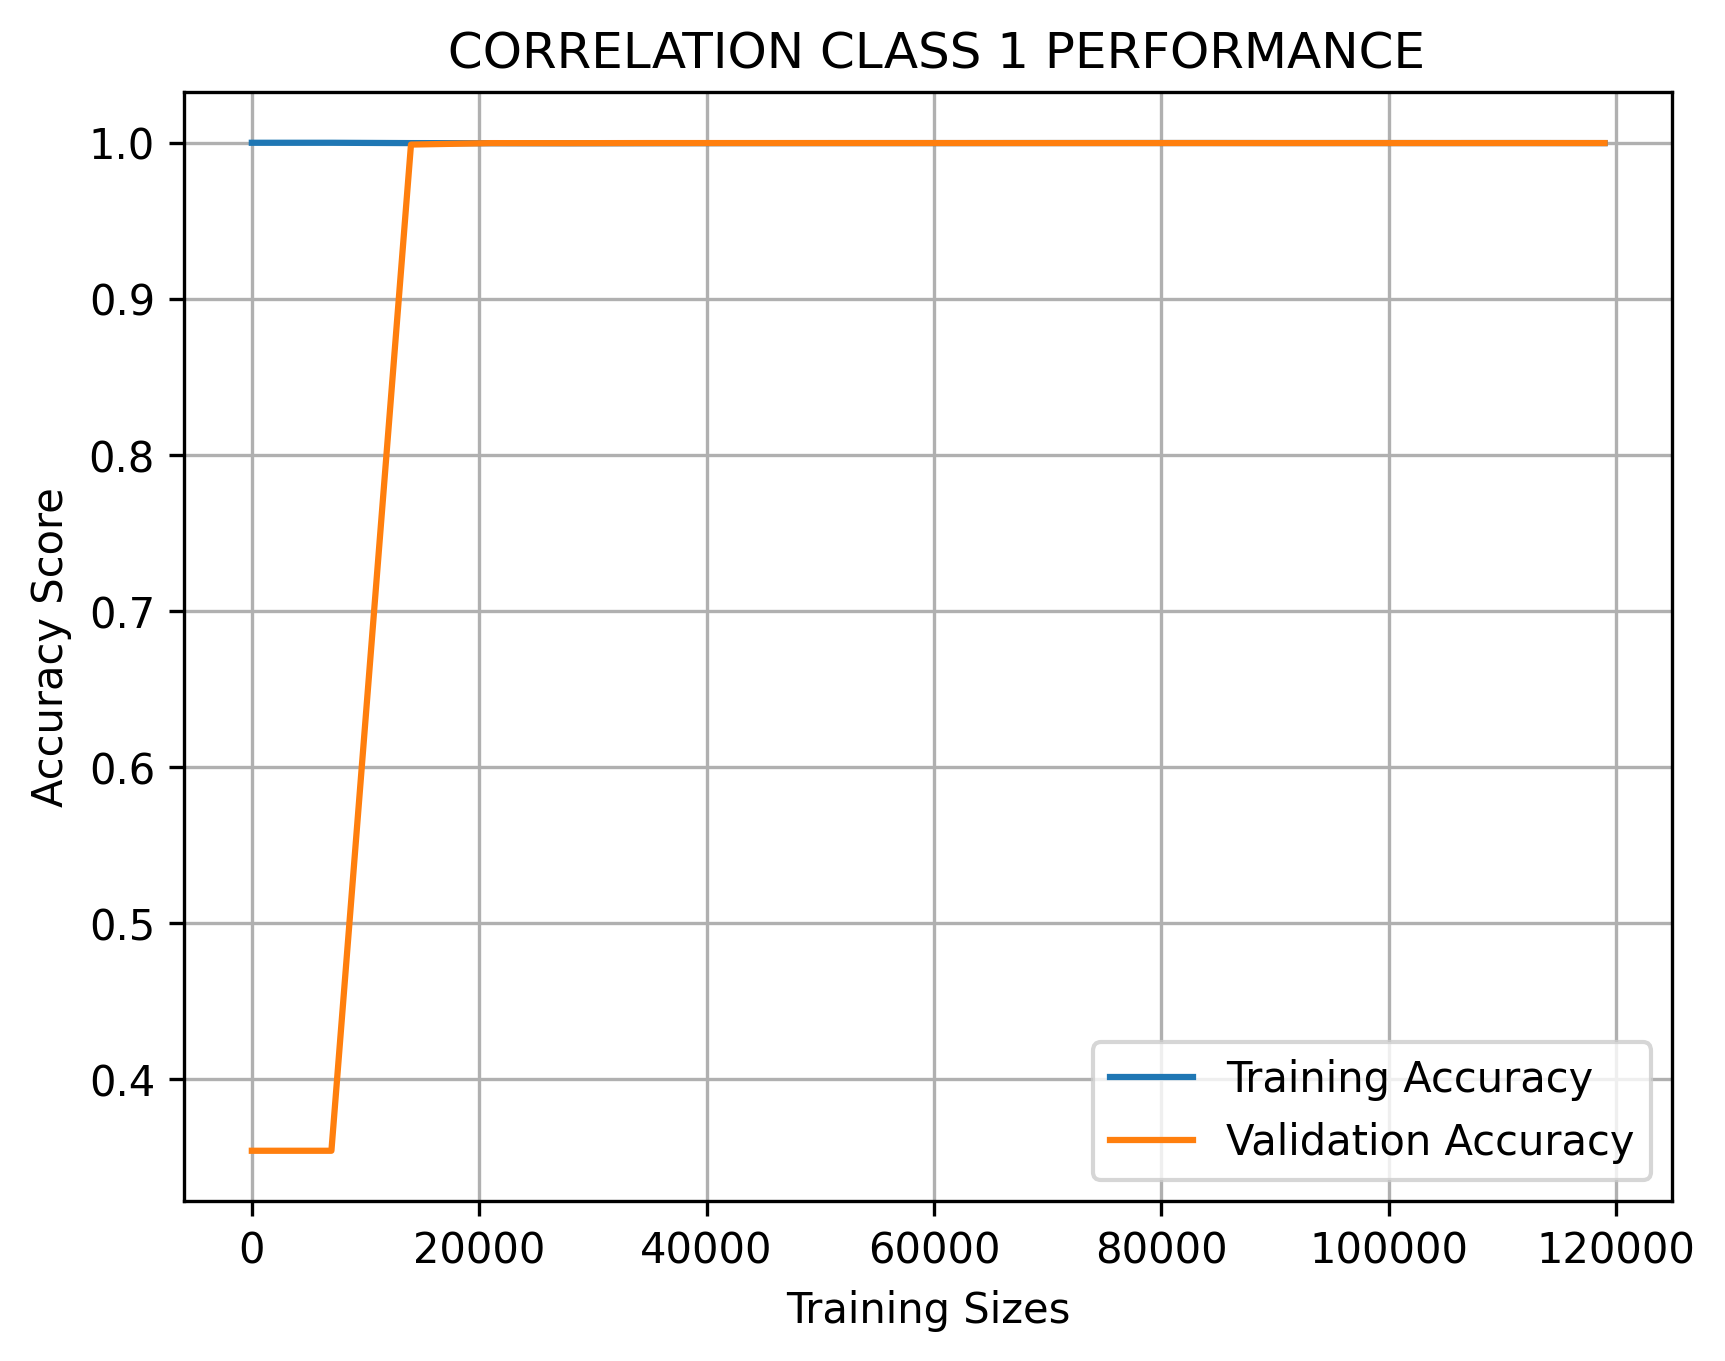 CORRELATION CLASS 1 PERFORMANCE
1.0
0.9
0.8
0.7
0.6
0.5
0.4
Accuracy Score
Training Accuracy
Validation Accuracy
0 20000 40000 60000 80000 100000 120000
Training Sizes